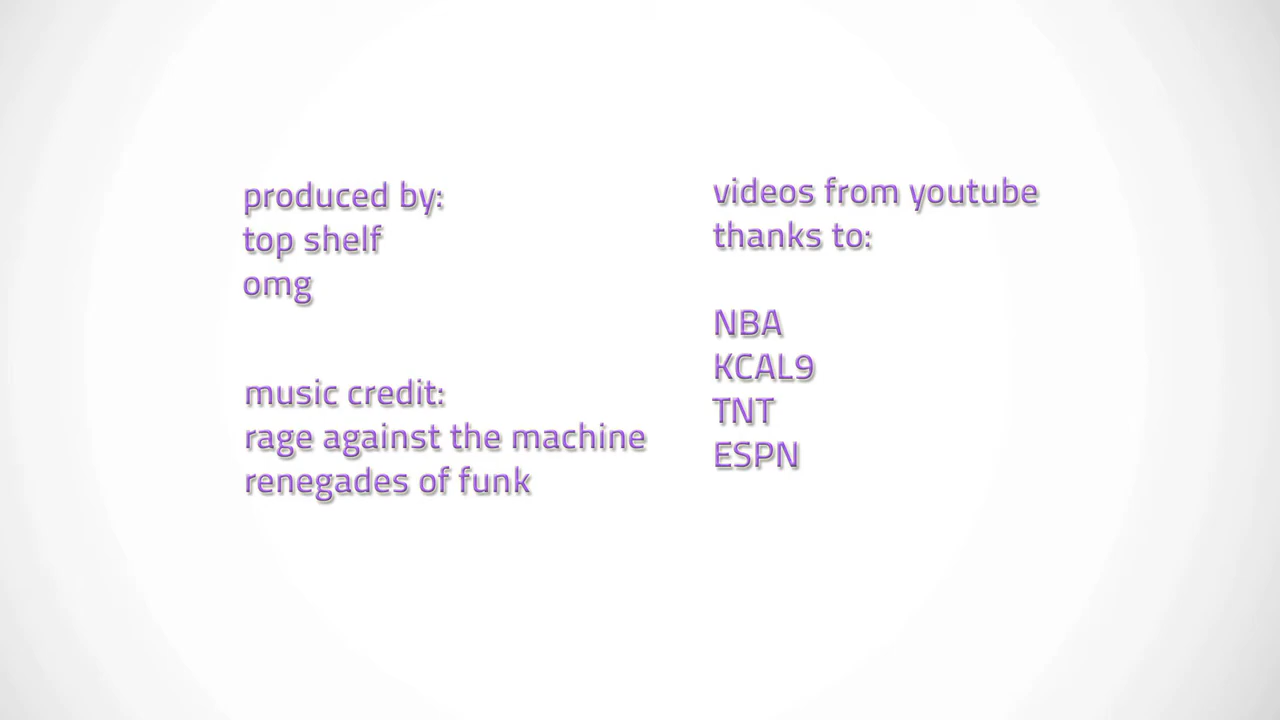 produced by:
top shelf
omg
music credit:
rage against the machine
renegades of funk
videos from youtube
thanks to:
NBA
KCAL9
TNT
ESPN